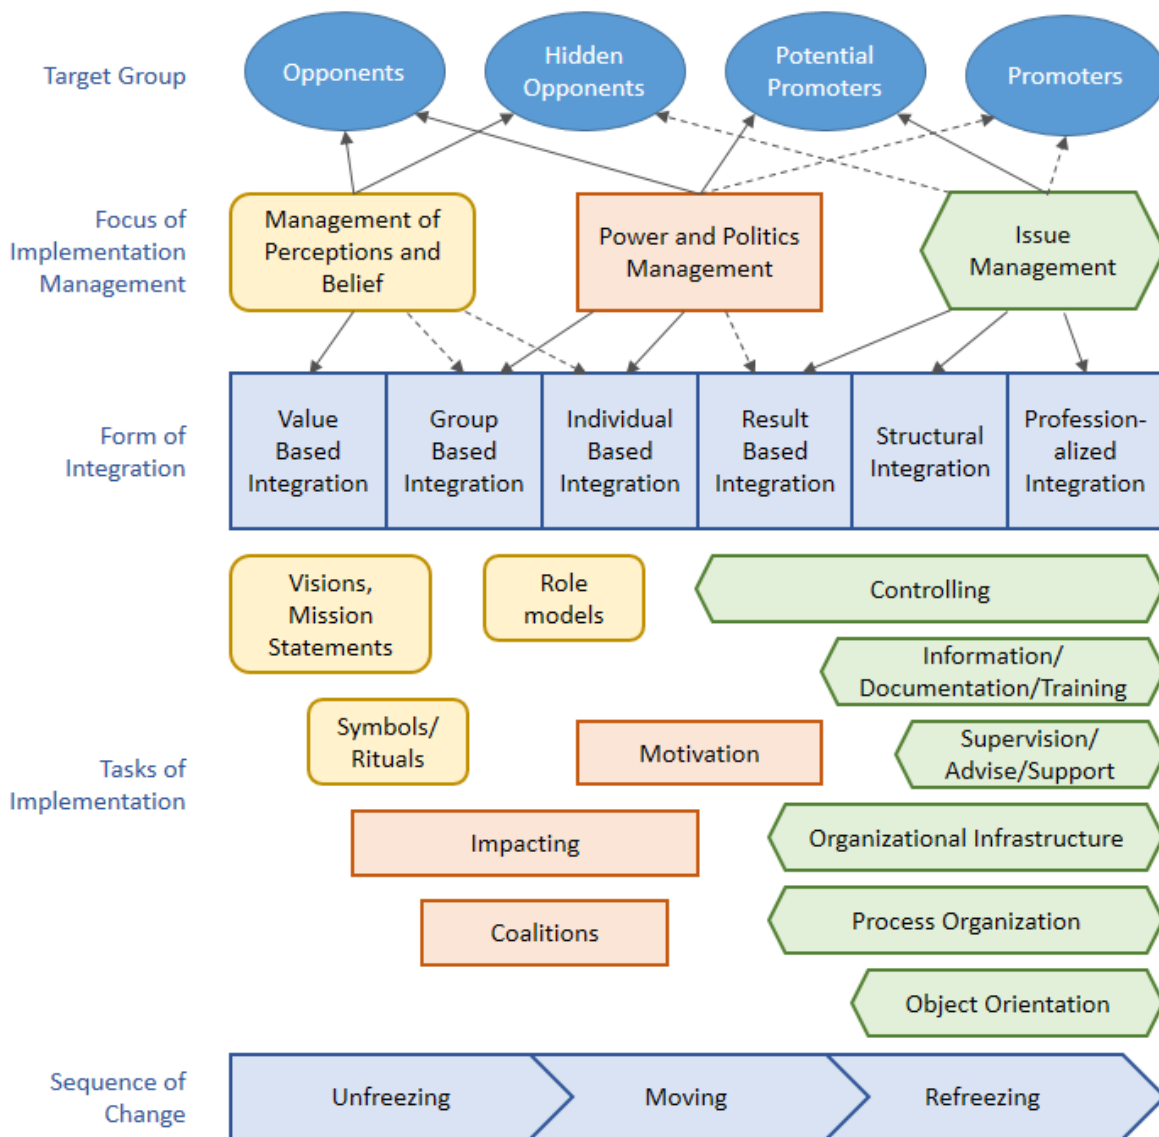 Target Group
Opponents
Hidden
Opponents
Potential
Promoters
Promoters
Focus of
Implementation
Management
Management of
Perceptions and
Belief
Power and Politics
Management
Issue
Management
Form of
Integration
Value
Based
Integration
Group
Based
Integration
Individual
Based
Integration
Result
Based
Integration
Structural
Integration
Profession-
alized
Integration
Tasks of
Implementation
Visions,
Mission
Statements
Role
models
Controlling
Information/
Documentation/Training
Symbols/
Rituals
Motivation
Supervision/
Advise/Support
Impacting
Organizational Infrastructure
Coalitions
Process Organization
Object Orientation
Sequence of
Change
Unfreezing
Moving
Refreezing